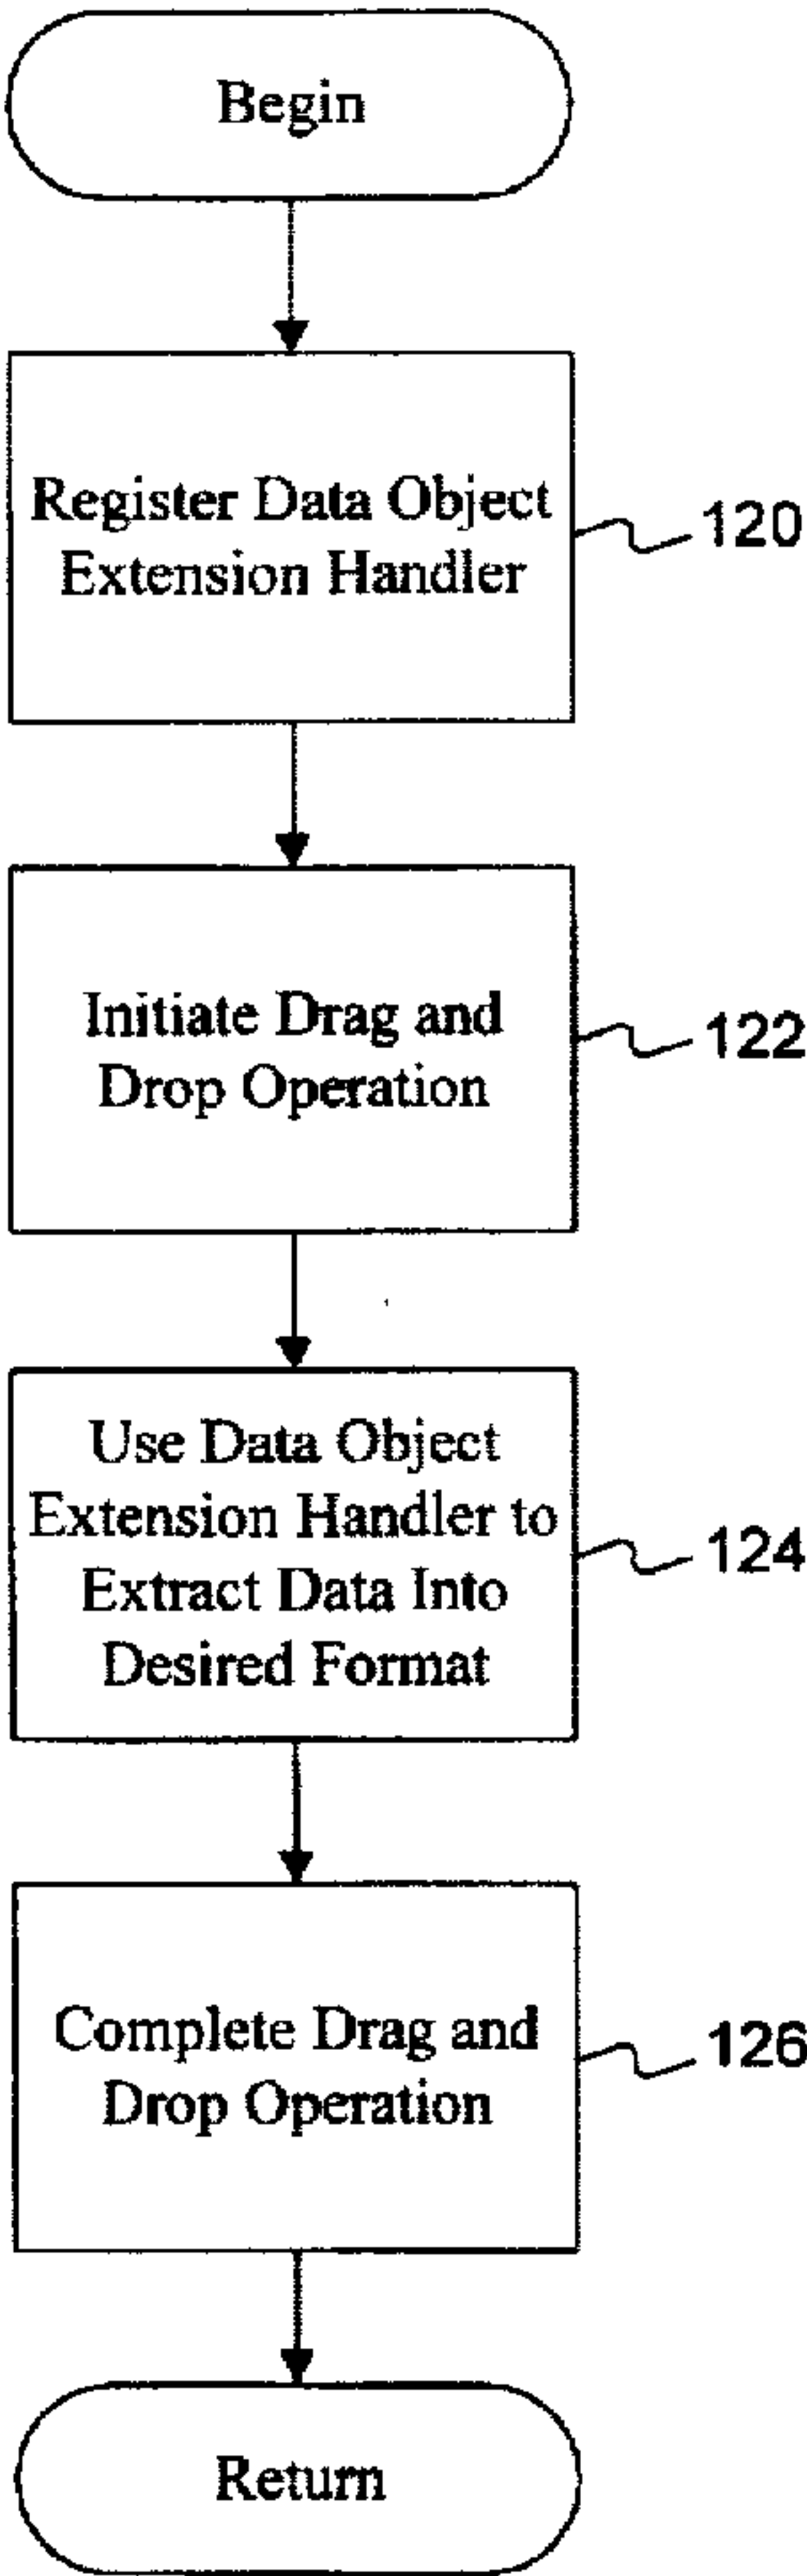 Begin
Register Data Object
Extension Handler
120
Initiate Drag and
Drop Operation
122
Use Data Object
Extension Handler to
Extract Data Into
Desired Format
124
Complete Drag and
Drop Operation
126
Return